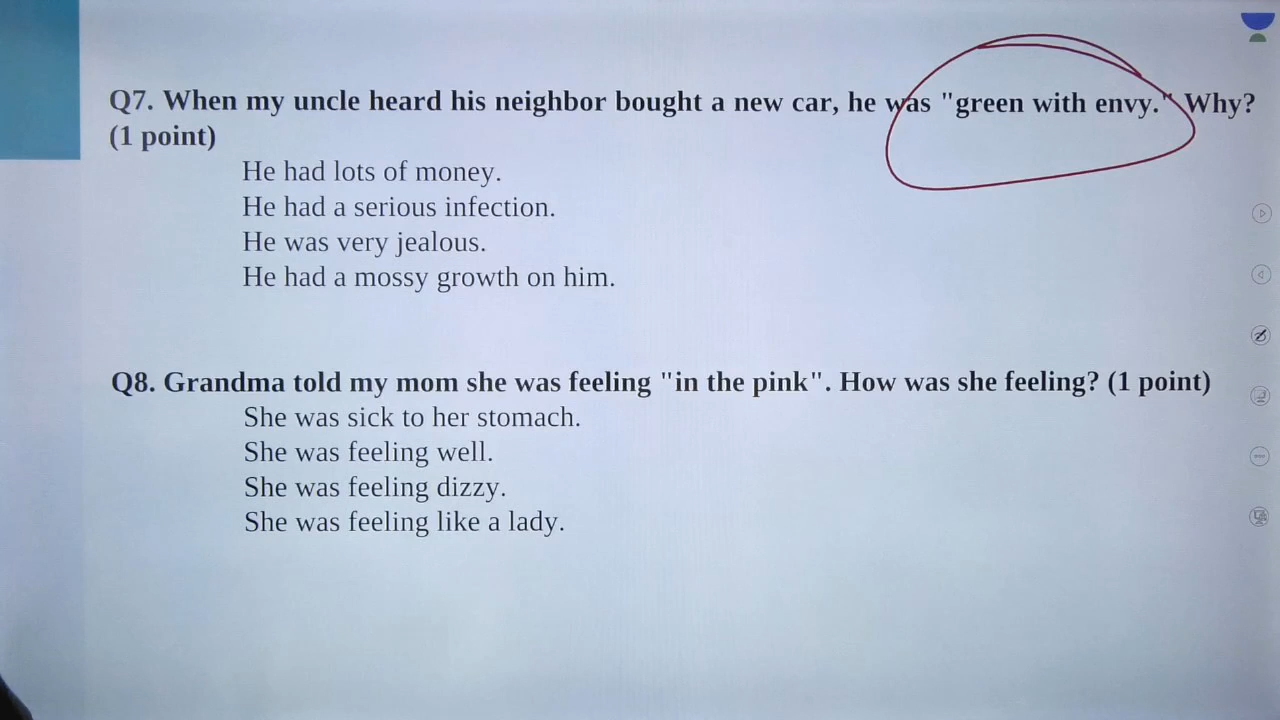 Q7. When my uncle heard his neighbor bought a new car, he was "green with envy." Why?
(1 point)
He had lots of money.
He had a serious infection.
He was very jealous.
He had a mossy growth on him.
Q8. Grandma told my mom she was feeling "in the pink". How was she feeling? (1 point)
She was sick to her stomach.
She was feeling well.
She was feeling dizzy.
She was feeling like a lady.